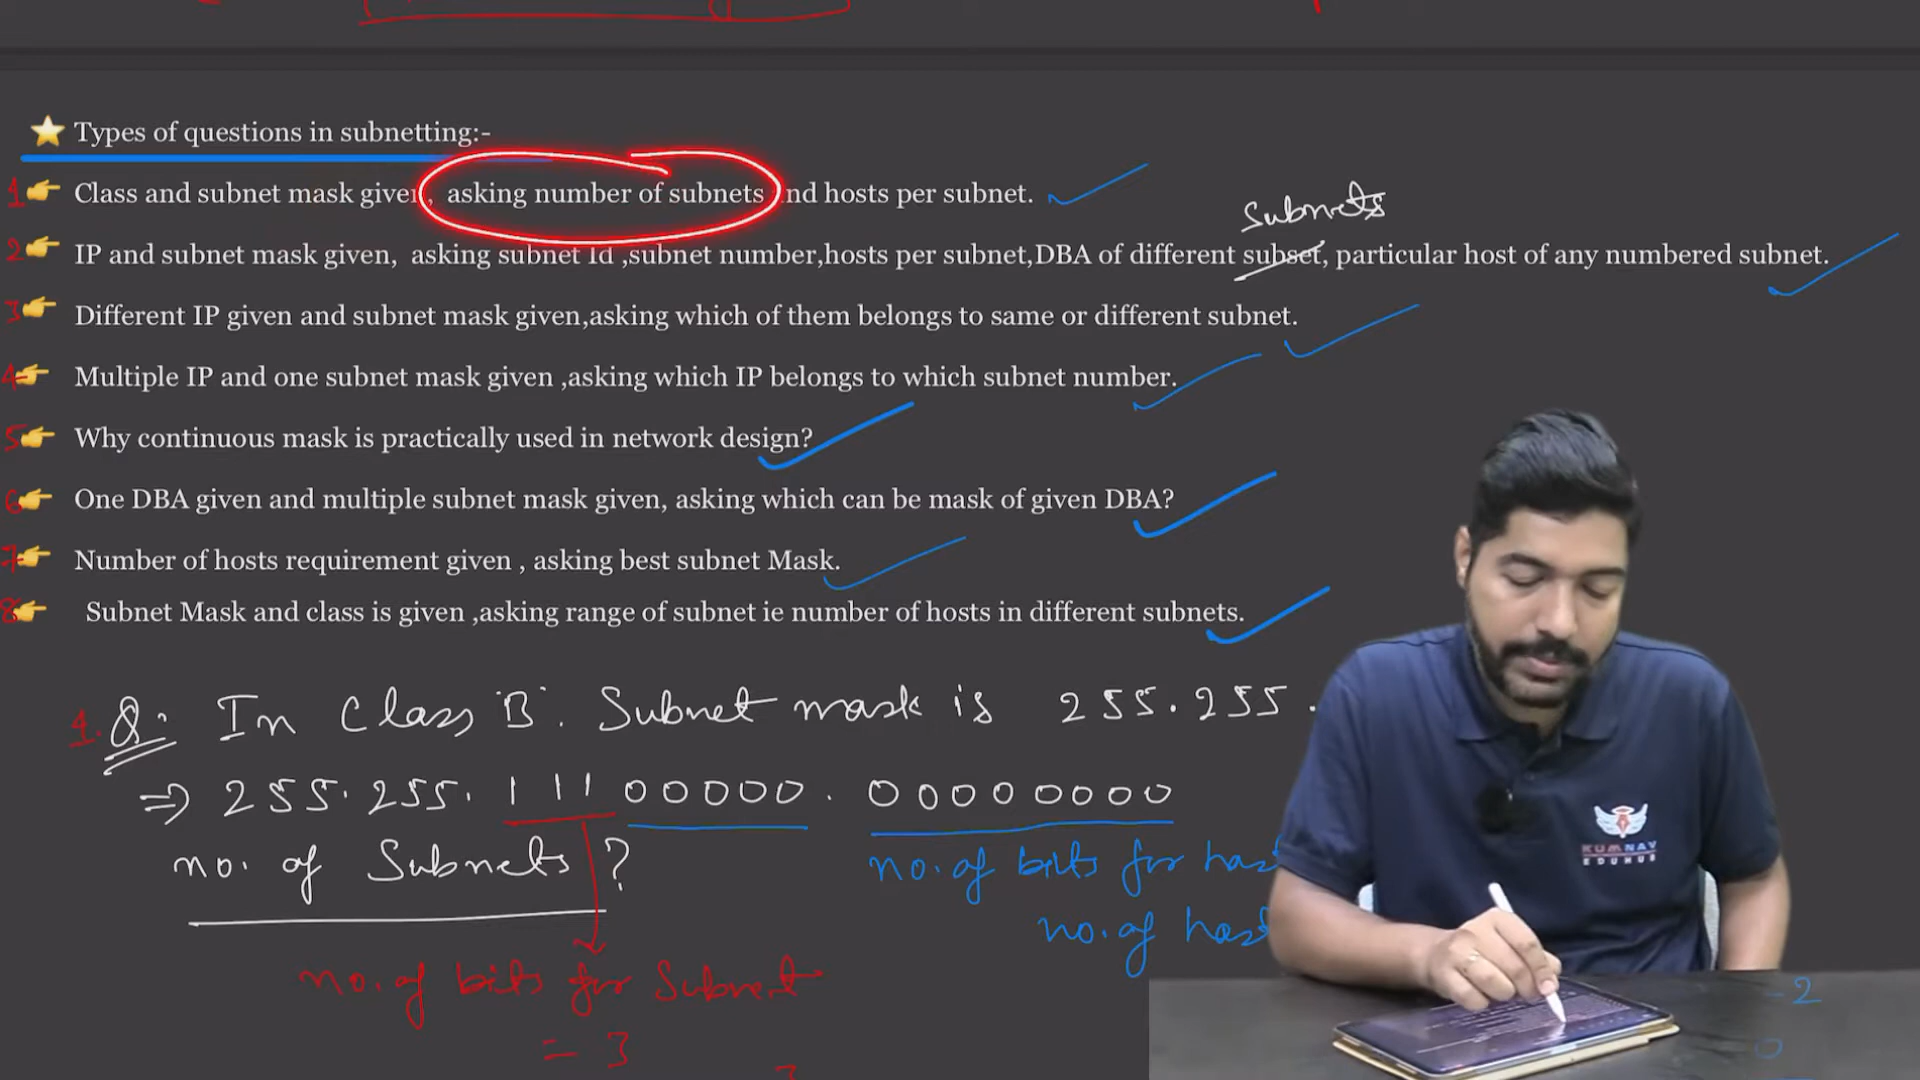 Types of questions in subnetting:-
1 Class and subnet mask given, asking number of subnets nd hosts per subnet.
Subnets
2 IP and subnet mask given, asking subnet Id ,subnet number,hosts per subnet,DBA of different subset, particular host of any numbered subnet.
3 Different IP given and subnet mask given,asking which of them belongs to same or different subnet.
4 Multiple IP and one subnet mask given ,asking which IP belongs to which subnet number.
5 Why continuous mask is practically used in network design?
6 One DBA given and multiple subnet mask given, asking which can be mask of given DBA?
7 Number of hosts requirement given , asking best subnet Mask.
8 Subnet Mask and class is given ,asking range of subnet ie number of hosts in different subnets.
1. Q: In Class 'B'. Subnet mask is 255.255.
⇒ 255.255.11100000.00000000
no. of Subnets ?
no. of bits for host
no. of host
no. of bits for Subnet
= 3
-2
0
KUMNAV
EDUHUB